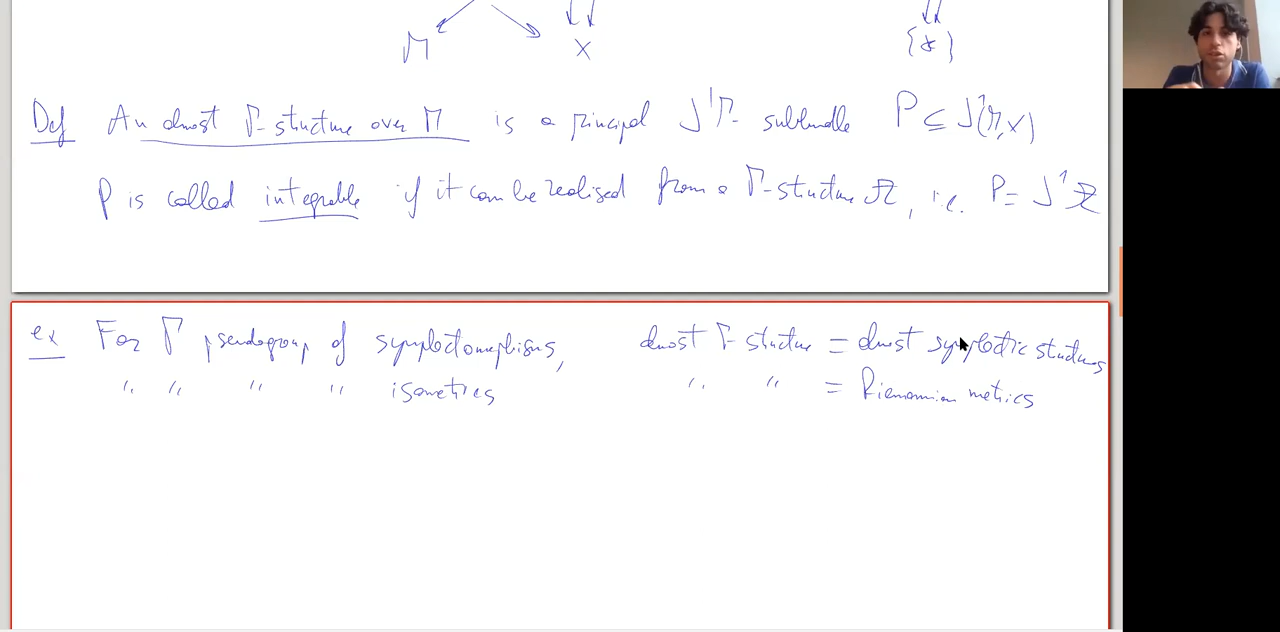 M X {*}
Def An almost Γ-structure over M is a principal J¹Γ- subbundle P ⊆ J¹(M,X)
P is called integrable if it can be realised from a Γ-structure , i.e. P = J¹
ex For Γ pseudogroup of symplectomorphisms, almost Γ-structure = almost symplectic structures
" " " " isometries " " = Riemannian metrics